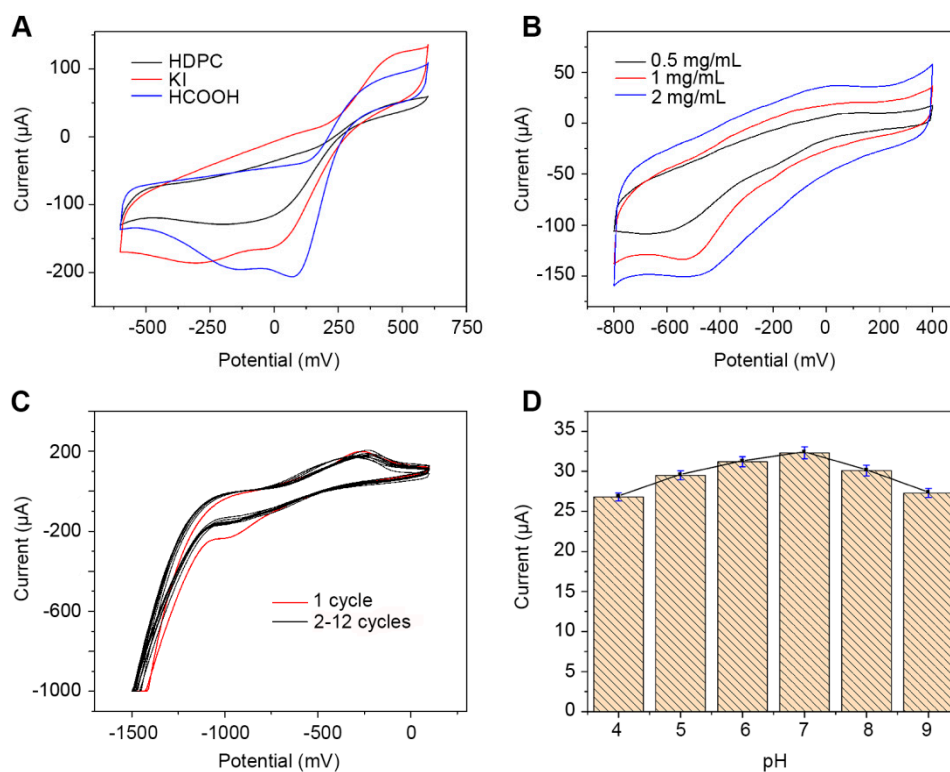 A
HDPC
KI
HCOOH
100
0
-100
-200
Current (µA)
-500
-250
0
250
500
750
Potential (mV)
B
0.5 mg/mL
1 mg/mL
2 mg/mL
50
0
-50
-100
-150
Current (µA)
-800
-400
0
400
Potential (mV)
C
200
-200
-600
-1000
Current (µA)
1 cycle
2-12 cycles
-1500
-1000
-500
0
Potential (mV)
D
35
30
25
20
15
10
5
0
Current (µA)
4
5
6
7
8
9
pH